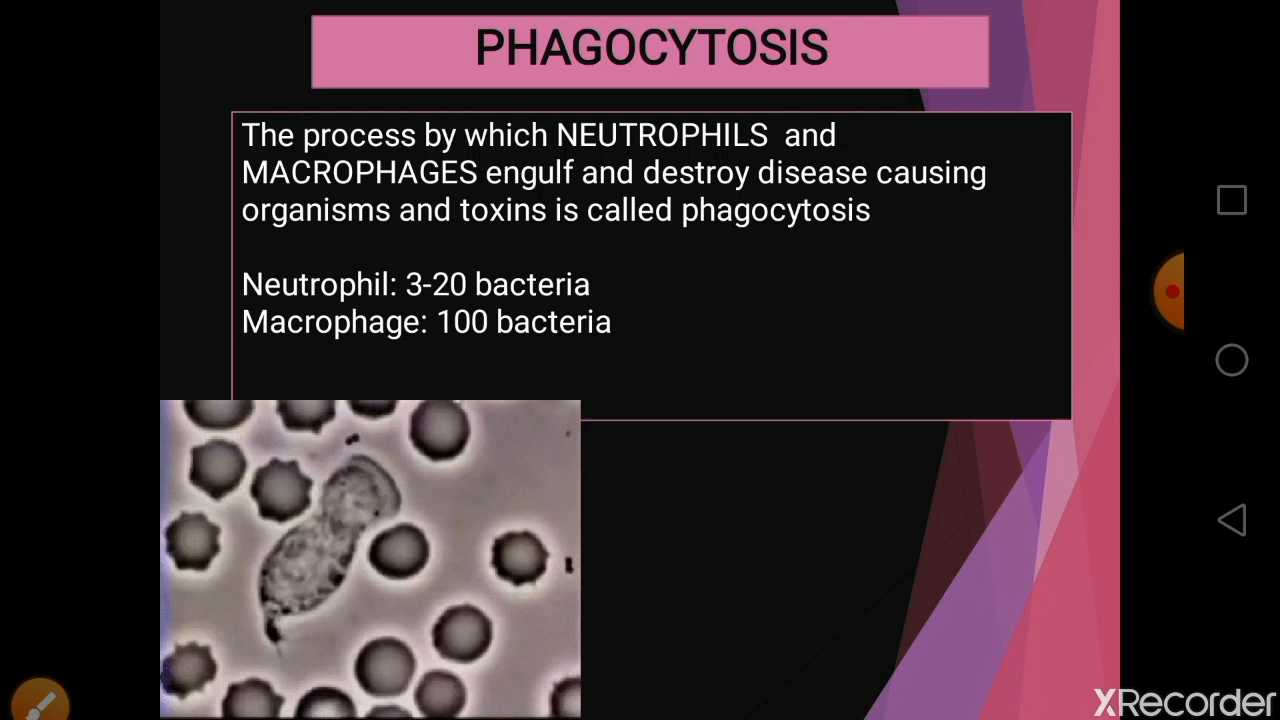 PHAGOCYTOSIS
The process by which NEUTROPHILS and
MACROPHAGES engulf and destroy disease causing
organisms and toxins is called phagocytosis
Neutrophil: 3-20 bacteria
Macrophage: 100 bacteria
XRecorder